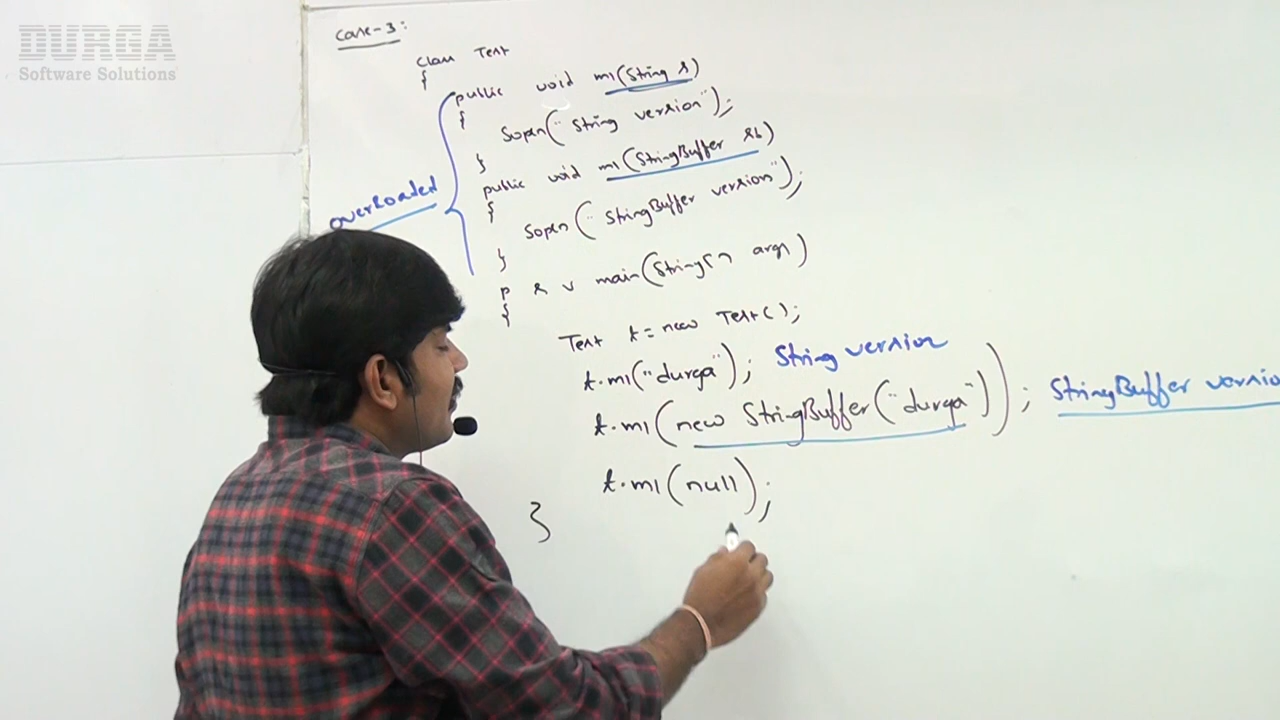 DURGA
Software Solutions
Case-3:
class Test
{
public void m1(String s)
{
Sopln("String version");
}
public void m1(StringBuffer sb)
{
Sopln("StringBuffer version");
}
overloaded
p s v main(String[] args)
{
Test t = new Test();
t.m1("durga"); String version
t.m1(new StringBuffer("durga")); StringBuffer versio
t.m1(null);
}